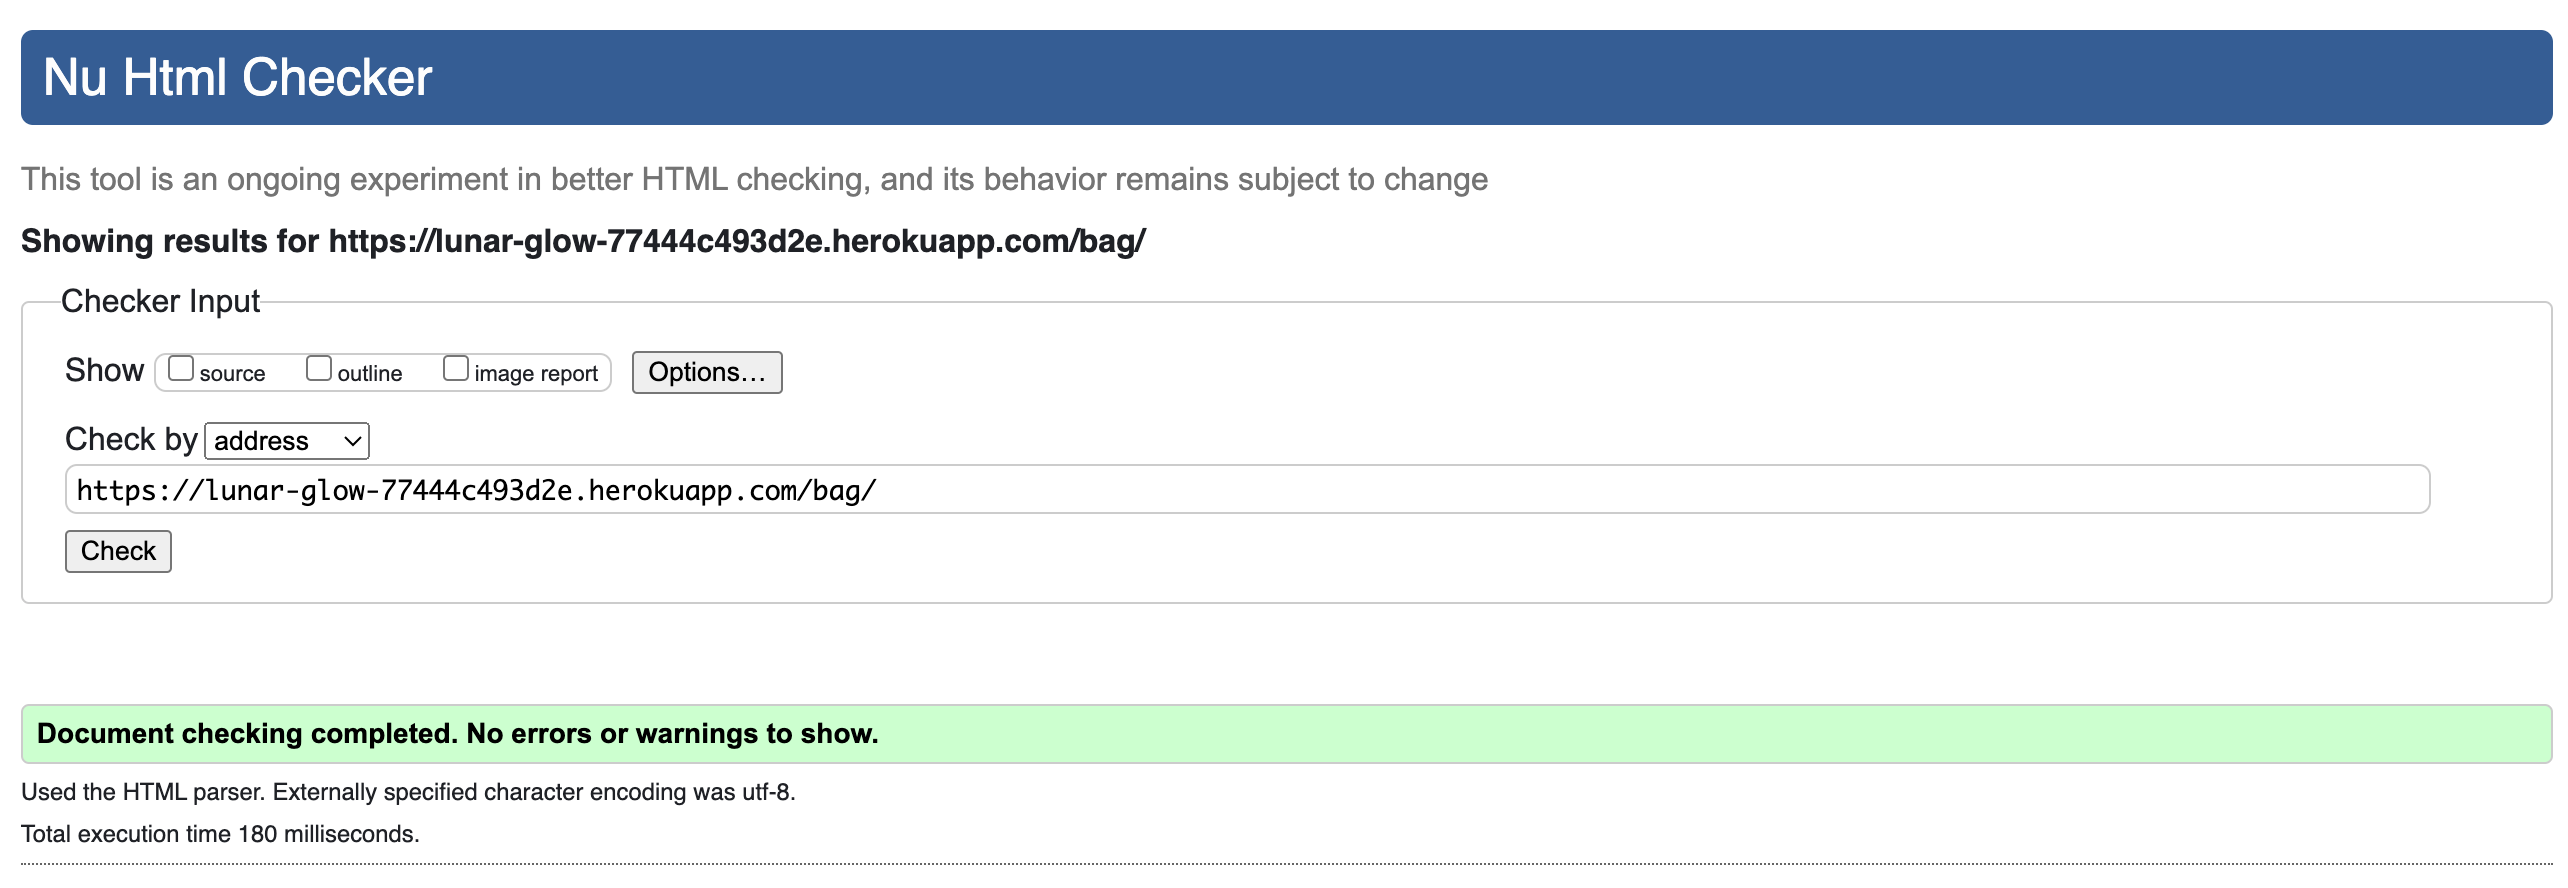 Nu Html Checker
This tool is an ongoing experiment in better HTML checking, and its behavior remains subject to change
Showing results for https://lunar-glow-77444c493d2e.herokuapp.com/bag/
Checker Input
Show source outline image report Options…
Check by address
https://lunar-glow-77444c493d2e.herokuapp.com/bag/
Check
Document checking completed. No errors or warnings to show.
Used the HTML parser. Externally specified character encoding was utf-8.
Total execution time 180 milliseconds.